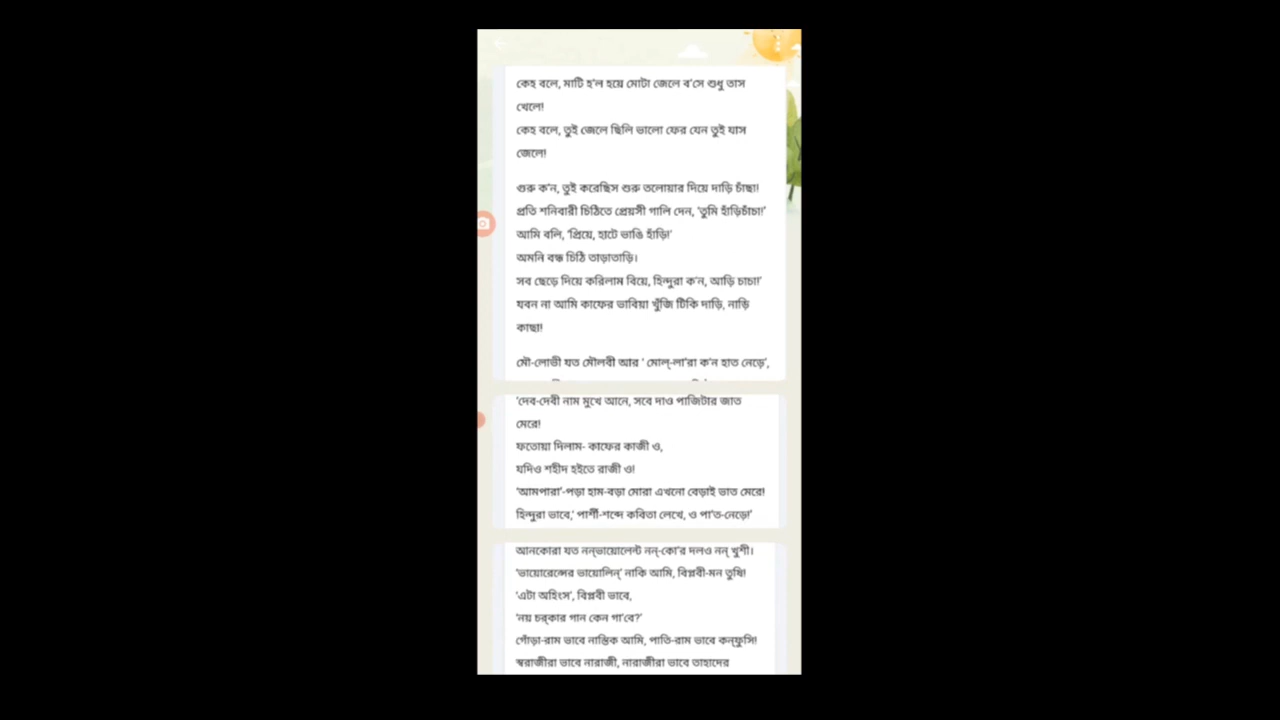 কেহ বলে, মাটি হ'ল হয়ে মোটা জেলে ব'সে শুধু তাস
খেলে!
কেহ বলে, তুই জেলে ছিলি ভালো ফের যেন তুই যাস
জেলে!
গুরু ক'ন, তুই করেছিস শুরু তলোয়ার দিয়ে দাড়ি চাঁছা!
প্রতি শনিবারী চিঠিতে প্রেয়সী গালি দেন, 'তুমি হাঁড়িচাঁচা!'
আমি বলি, 'প্রিয়ে, হাটে ভাঙি হাঁড়ি!'
অমনি বন্ধ চিঠি তাড়াতাড়ি।
সব ছেড়ে দিয়ে করিলাম বিয়ে, হিন্দুরা ক'ন, আড়ি চাচা!'
যবন না আমি কাফের ভাবিয়া খুঁজি টিকি দাড়ি, নাড়ি
কাছা!
মৌ-লোভী যত মৌলবী আর ' মোল্-লা'রা ক'ন হাত নেড়ে',
'দেব-দেবী নাম মুখে আনে, সবে দাও পাজিটার জাত
মেরে!
ফতোয়া দিলাম- কাফের কাজী ও,
যদিও শহীদ হইতে রাজী ও!
'আমপারা'-পড়া হাম-বড়া মোরা এখনো বেড়াই ভাত মেরে!
হিন্দুরা ভাবে,' পার্শী-শব্দে কবিতা লেখে, ও পা'ত-নেড়ে!'
আনকোরা যত নন্‌ভায়োলেন্ট নন্-কো'র দলও নন্ খুশী।
'ভায়োরেন্সের ভায়োলিন্' নাকি আমি, বিপ্লবী-মন তুষি!
'এটা অহিংস', বিপ্লবী ভাবে,
'নয় চর্‌কার গান কেন গা'বে?'
গোঁড়া-রাম ভাবে নাস্তিক আমি, পাতি-রাম ভাবে কন্‌ফুসি!
স্বরাজীরা ভাবে নারাজী, নারাজীরা ভাবে তাহাদের